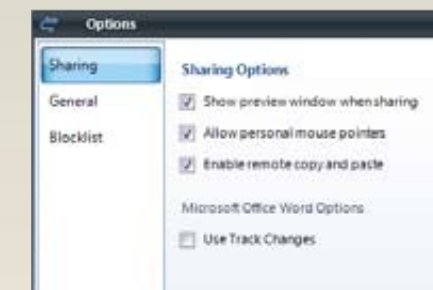 Options
Sharing
General
Blocklist
Sharing Options
Show preview window when sharing
Allow personal mouse pointers
Enable remote copy and paste
Microsoft Office Word Options
Use Track Changes